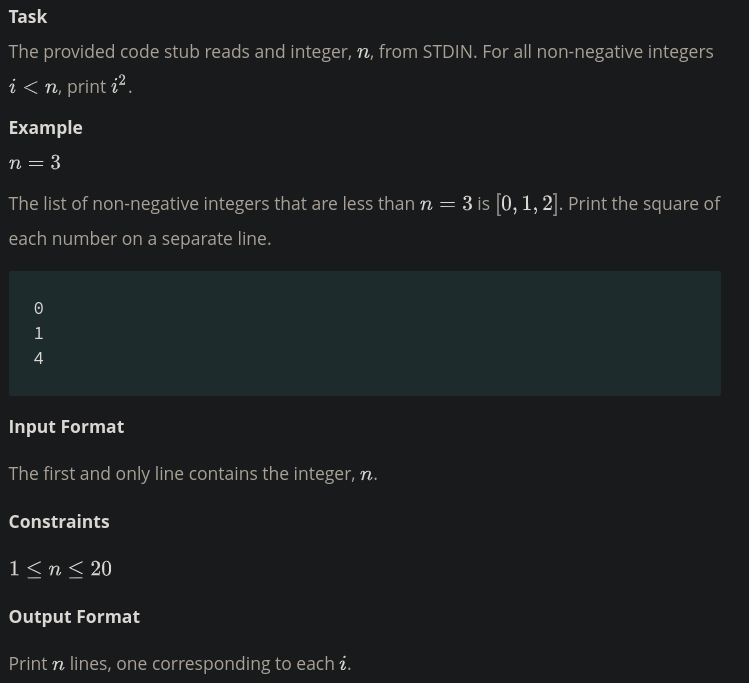 Task
The provided code stub reads and integer, n, from STDIN. For all non-negative integers
i < n, print i².
Example
n = 3
The list of non-negative integers that are less than n = 3 is [0, 1, 2]. Print the square of
each number on a separate line.
0
1
4
Input Format
The first and only line contains the integer, n.
Constraints
1 ≤ n ≤ 20
Output Format
Print n lines, one corresponding to each i.